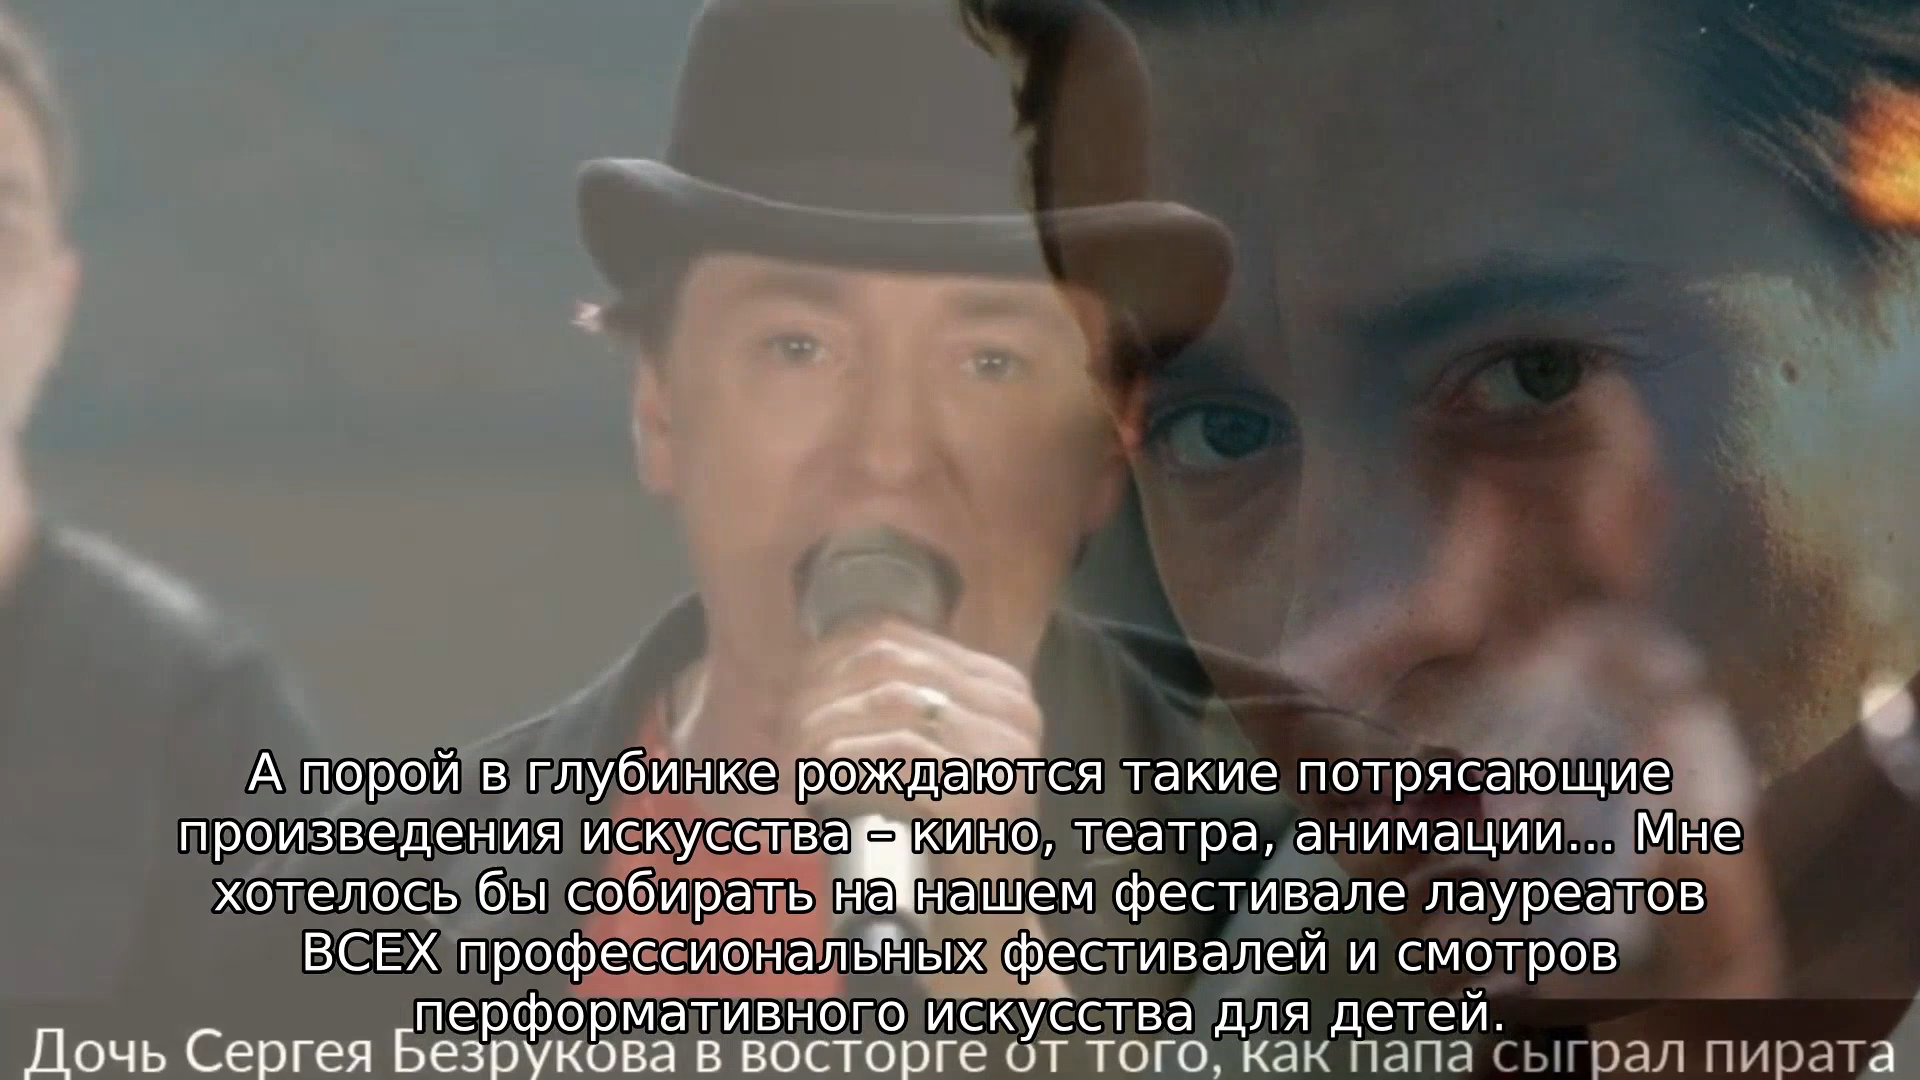 А порой в глубинке рождаются такие потрясающие
произведения искусства – кино, театра, анимации... Мне
хотелось бы собирать на нашем фестивале лауреатов
ВСЕХ профессиональных фестивалей и смотров
перформативного искусства для детей.
Дочь Сергея Безрукова в восторге от того, как папа сыграл пирата